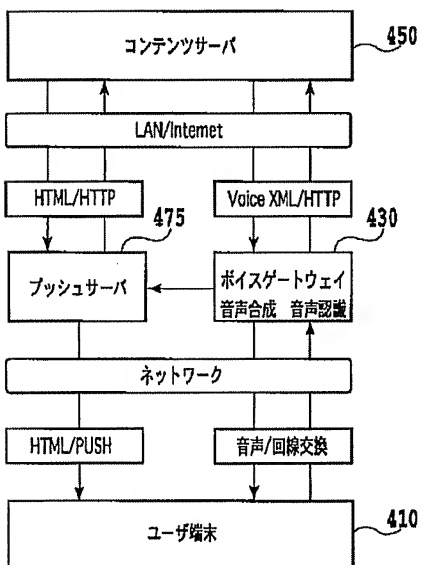 コンテンツサーバ
450
LAN/Internet
HTML/HTTP
Voice XML/HTTP
475
430
プッシュサーバ
ボイスゲートウェイ
音声合成 音声認識
ネットワーク
HTML/PUSH
音声/回線交換
ユーザ端末
410